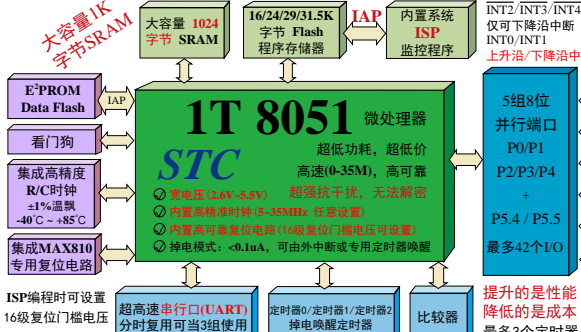 大容量1K
字节SRAM
大容量 1024
字节 SRAM
16/24/29/31.5K
字节 Flash
程序存储器
IAP
内置系统
ISP
监控程序
INT2/INT3/INT4
仅可下降沿中断
INT0/INT1
上升沿/下降沿中
E²PROM
Data Flash
IAP
看门狗
集成高精度
R/C时钟
±1%温飘
-40℃ ~ +85℃
集成MAX810
专用复位电路
1T 8051 微处理器
STC
超低功耗，超低价
高速(0-35M)，高可靠
宽电压(2.6V~5.5V) 超强抗干扰，无法解密
内置高精准时钟(5~35MHz 任意设置)
内置高可靠复位电路(16级复位门槛电压可设置)
掉电模式：<0.1uA，可由外中断或专用定时器唤醒
5组8位
并行端口
P0/P1
P2/P3/P4
+
P5.4 / P5.5
最多42个I/O
ISP编程时可设置
16级复位门槛电压
超高速串行口(UART)
分时复用可当3组使用
定时器0/定时器1/定时器2
掉电唤醒定时器
比较器
提升的是性能
降低的是成本